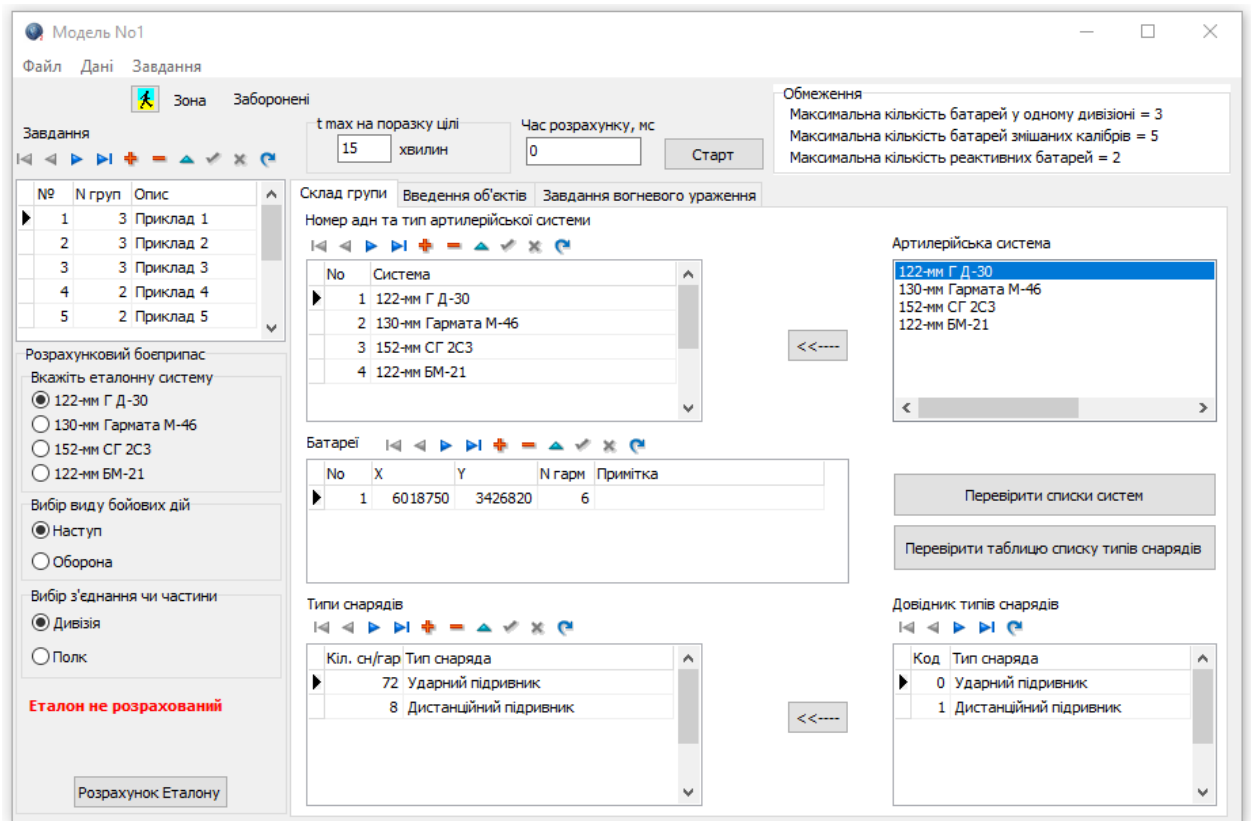 Модель No1
Файл Дані Завдання
Зона Заборонені
Завдання
t max на поразку цілі
15 хвилин
Час розрахунку, мс
0
Старт
Обмеження
Максимальна кількість батарей у одному дивізіоні = 3
Максимальна кількість батарей змішаних калібрів = 5
Максимальна кількість реактивних батарей = 2
№ N груп Опис
1 3 Приклад 1
2 3 Приклад 2
3 3 Приклад 3
4 2 Приклад 4
5 2 Приклад 5
Розрахунковий боєприпас
Вкажіть еталонну систему
122-мм Г Д-30
130-мм Гармата М-46
152-мм СГ 2С3
122-мм БМ-21
Вибір виду бойових дій
Наступ
Оборона
Вибір з'єднання чи частини
Дивізія
Полк
Еталон не розрахований
Розрахунок Еталону
Склад групи Введення об'єктів Завдання вогневого ураження
Номер адн та тип артилерійської системи
No Система
1 122-мм Г Д-30
2 130-мм Гармата М-46
3 152-мм СГ 2С3
4 122-мм БМ-21
<<----
Артилерійська система
122-мм Г Д-30
130-мм Гармата М-46
152-мм СГ 2С3
122-мм БМ-21
Батареї
No X Y N гарм Примітка
1 6018750 3426820 6
Перевірити списки систем
Перевірити таблицю списку типів снарядів
Типи снарядів
Кіл. сн/гар Тип снаряда
72 Ударний підривник
8 Дистанційний підривник
<<----
Довідник типів снарядів
Код Тип снаряда
0 Ударний підривник
1 Дистанційний підривник